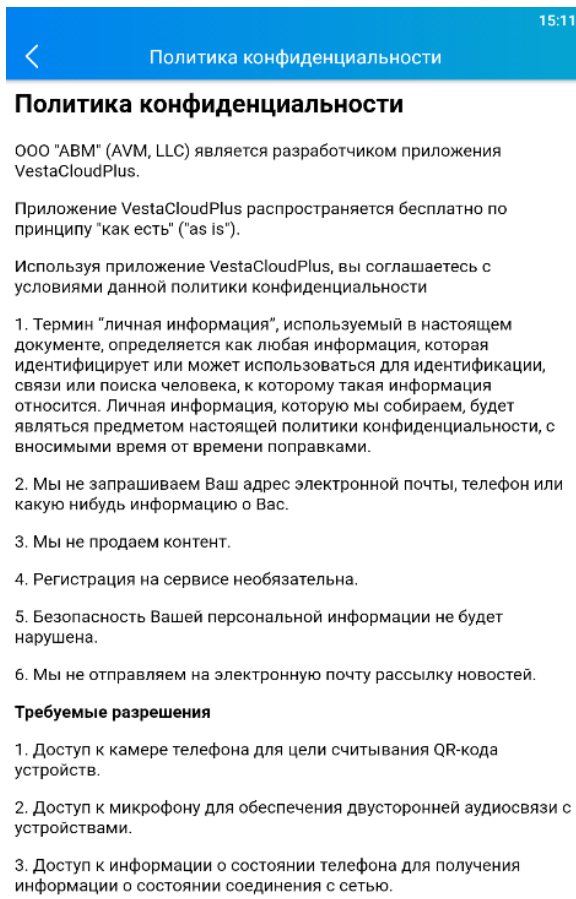 15:11
Политика конфиденциальности
Политика конфиденциальности
ООО "АВМ" (AVM, LLC) является разработчиком приложения
VestaCloudPlus.
Приложение VestaCloudPlus распространяется бесплатно по
принципу "как есть" ("as is").
Используя приложение VestaCloudPlus, вы соглашаетесь с
условиями данной политики конфиденциальности
1. Термин “личная информация”, используемый в настоящем
документе, определяется как любая информация, которая
идентифицирует или может использоваться для идентификации,
связи или поиска человека, к которому такая информация
относится. Личная информация, которую мы собираем, будет
являться предметом настоящей политики конфиденциальности, с
вносимыми время от времени поправками.
2. Мы не запрашиваем Ваш адрес электронной почты, телефон или
какую нибудь информацию о Вас.
3. Мы не продаем контент.
4. Регистрация на сервисе необязательна.
5. Безопасность Вашей персональной информации не будет
нарушена.
6. Мы не отправляем на электронную почту рассылку новостей.
Требуемые разрешения
1. Доступ к камере телефона для цели считывания QR-кода
устройств.
2. Доступ к микрофону для обеспечения двусторонней аудиосвязи с
устройствами.
3. Доступ к информации о состоянии телефона для получения
информации о состоянии соединения с сетью.